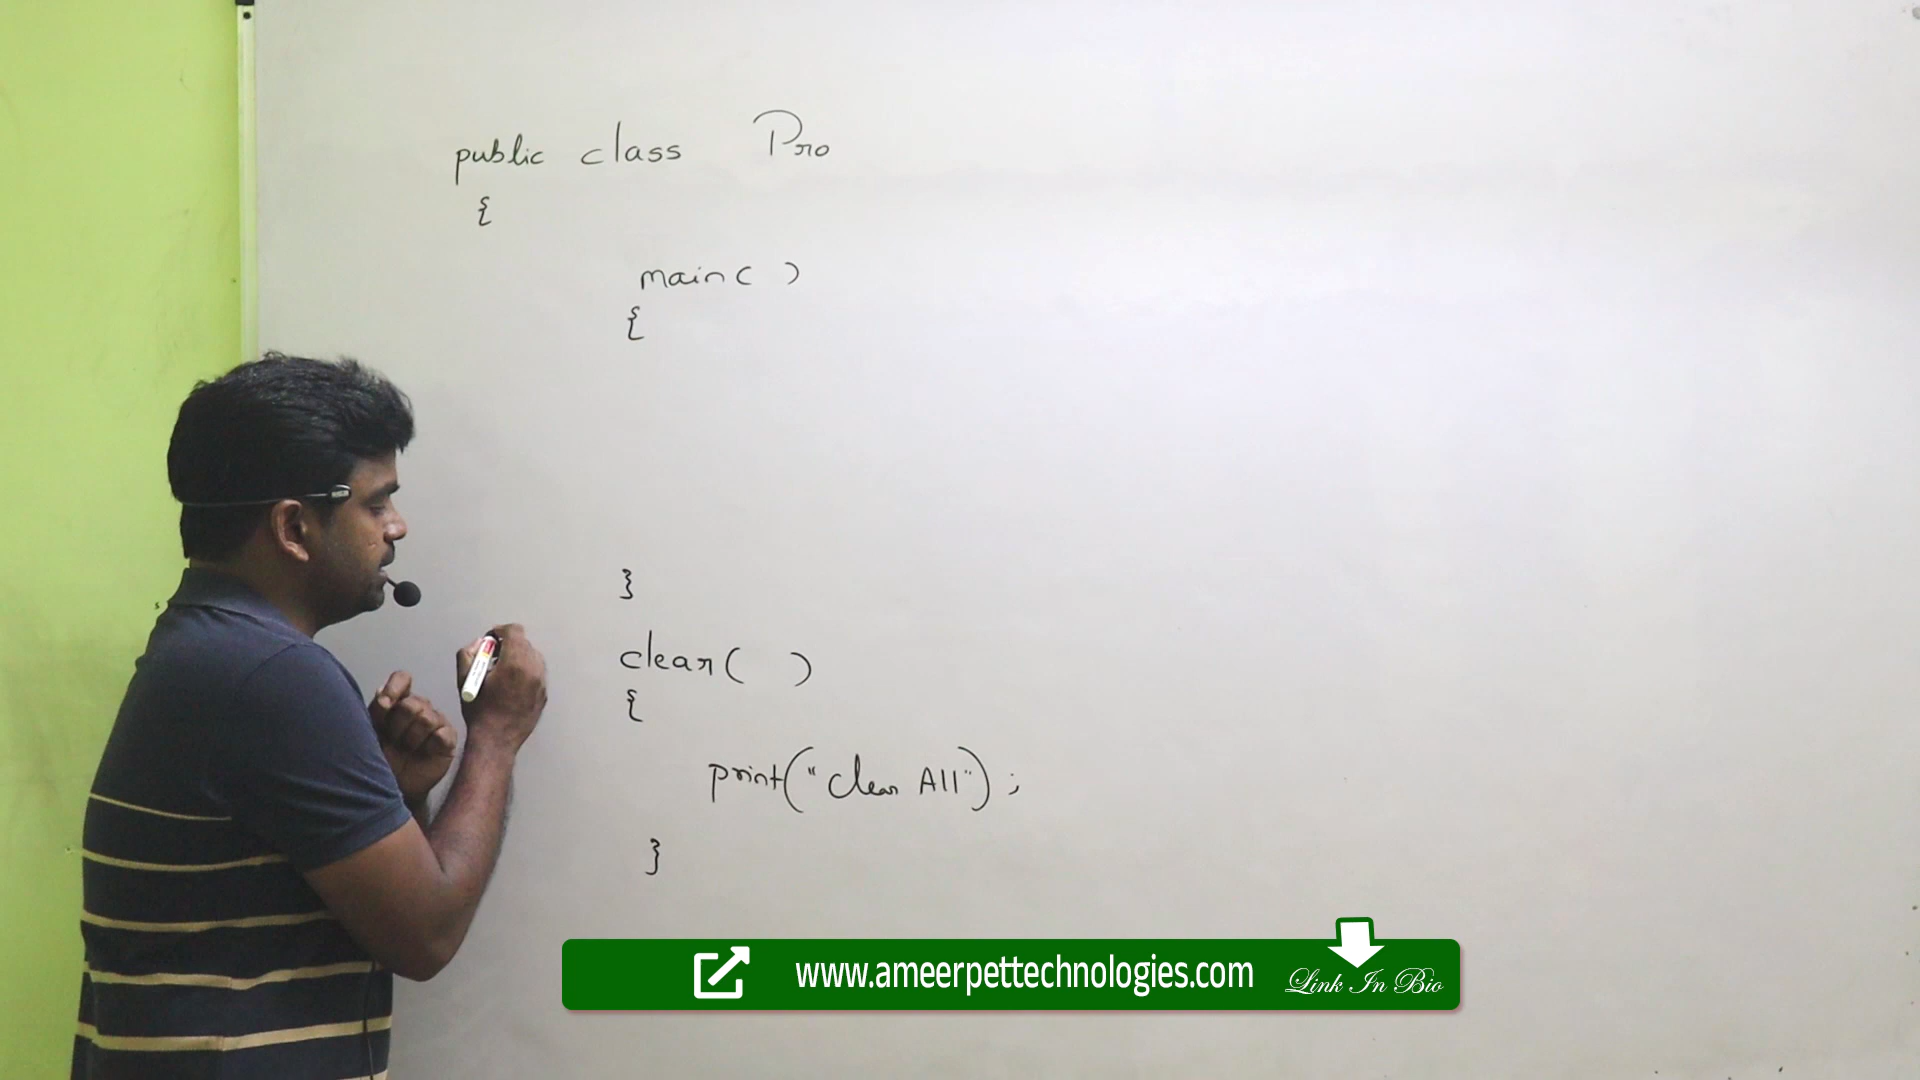 public class Pro
{
main( )
{
}
clear( )
{
print("Clear All");
}
www.ameerpettechnologies.com Link In Bio